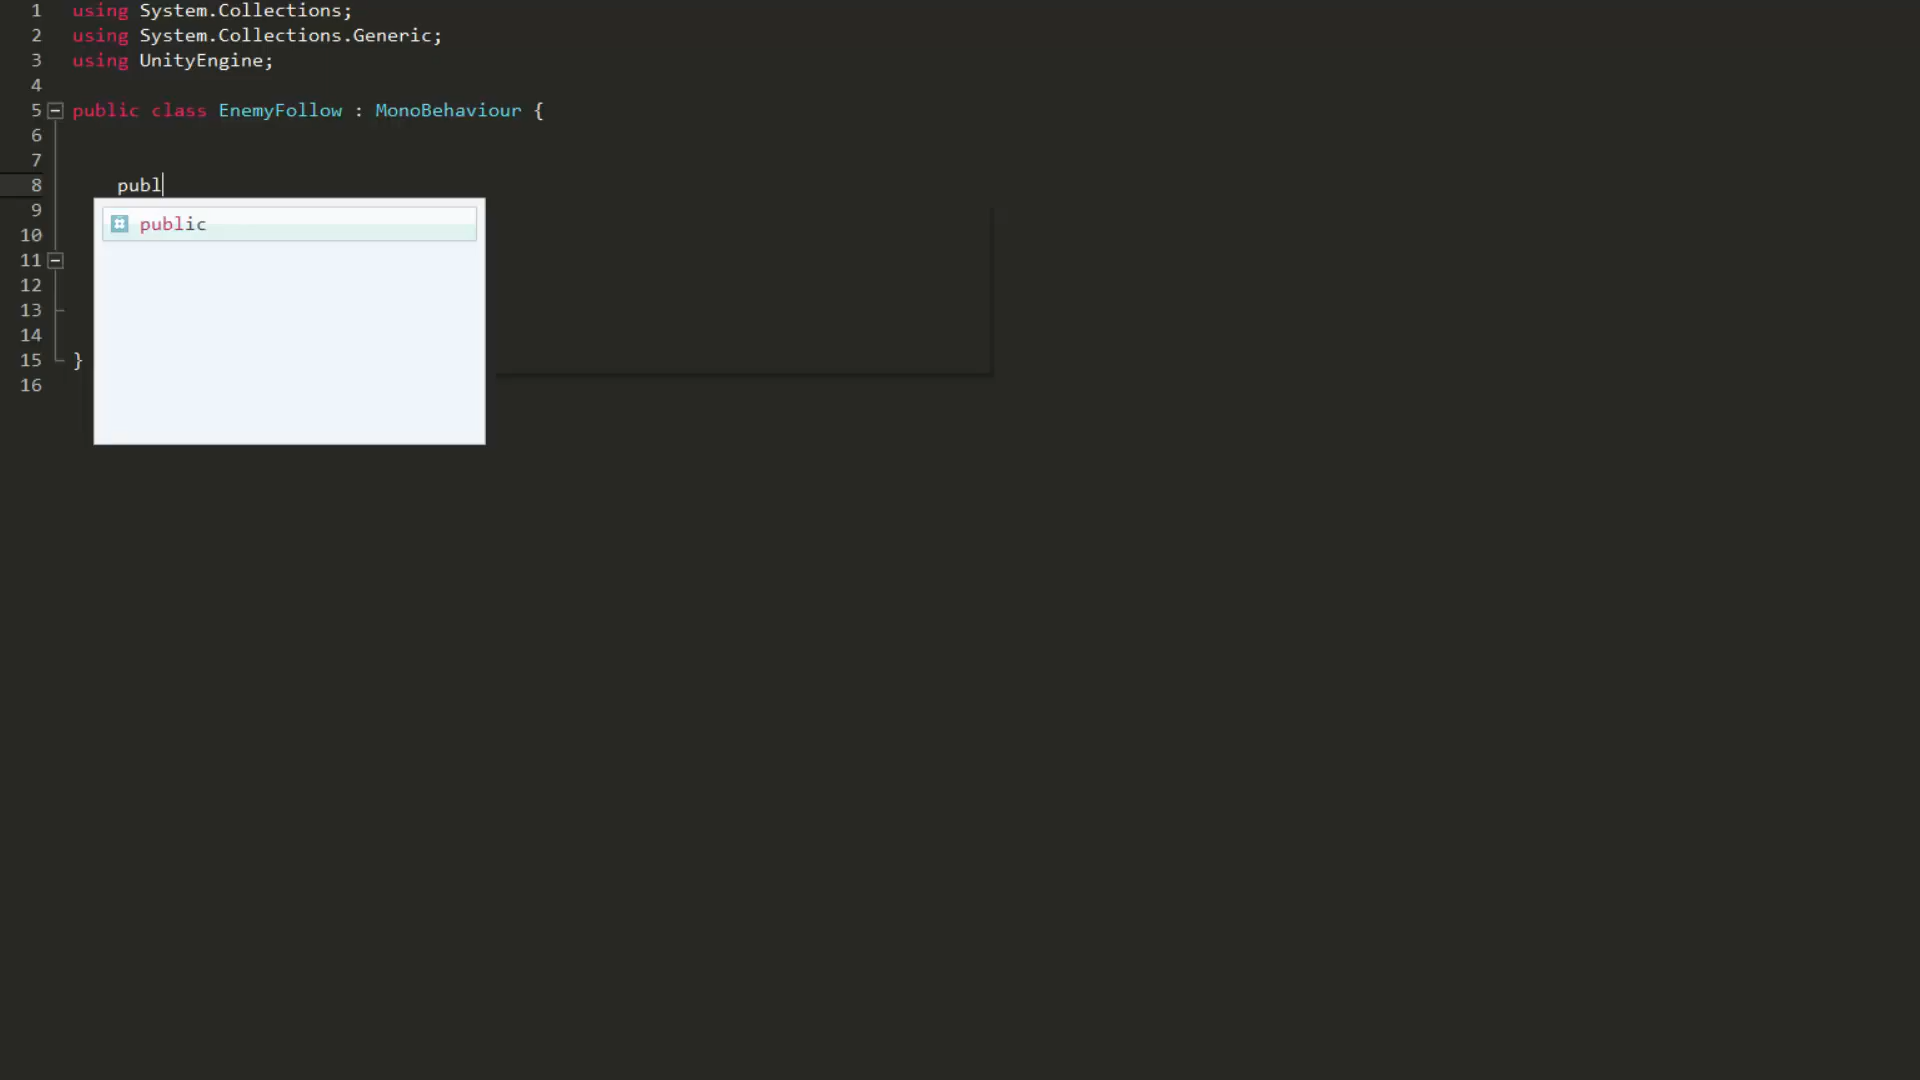 1 using System.Collections;
2 using System.Collections.Generic;
3 using UnityEngine;
4
5 public class EnemyFollow : MonoBehaviour {
6
7
8 publ
9 public
10
11
12
13
14
15 }
16